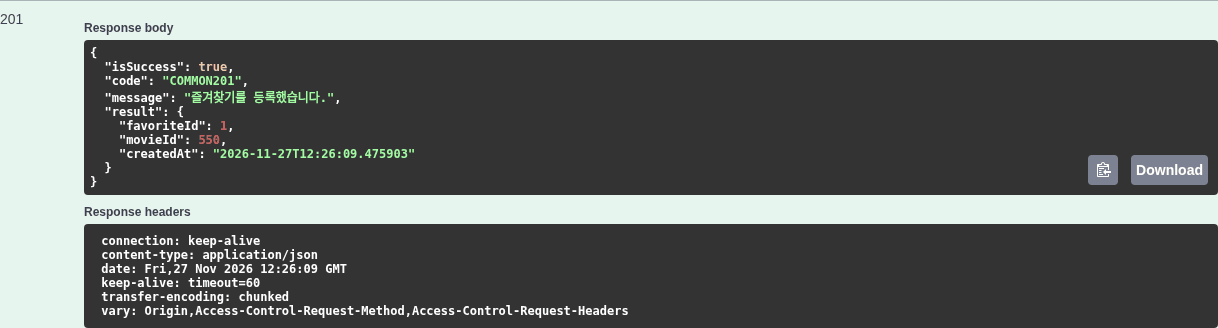 201
Response body
{
  "isSuccess": true,
  "code": "COMMON201",
  "message": "즐겨찾기를 등록했습니다.",
  "result": {
    "favoriteId": 1,
    "movieId": 550,
    "createdAt": "2026-11-27T12:26:09.475903"
  }
}
Download
Response headers
connection: keep-alive
content-type: application/json
date: Fri,27 Nov 2026 12:26:09 GMT
keep-alive: timeout=60
transfer-encoding: chunked
vary: Origin,Access-Control-Request-Method,Access-Control-Request-Headers